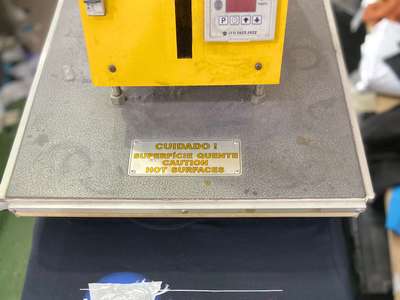 P
CUIDADO !
SUPERFÍCIE QUENTE
CAUTION
HOT SURFACES